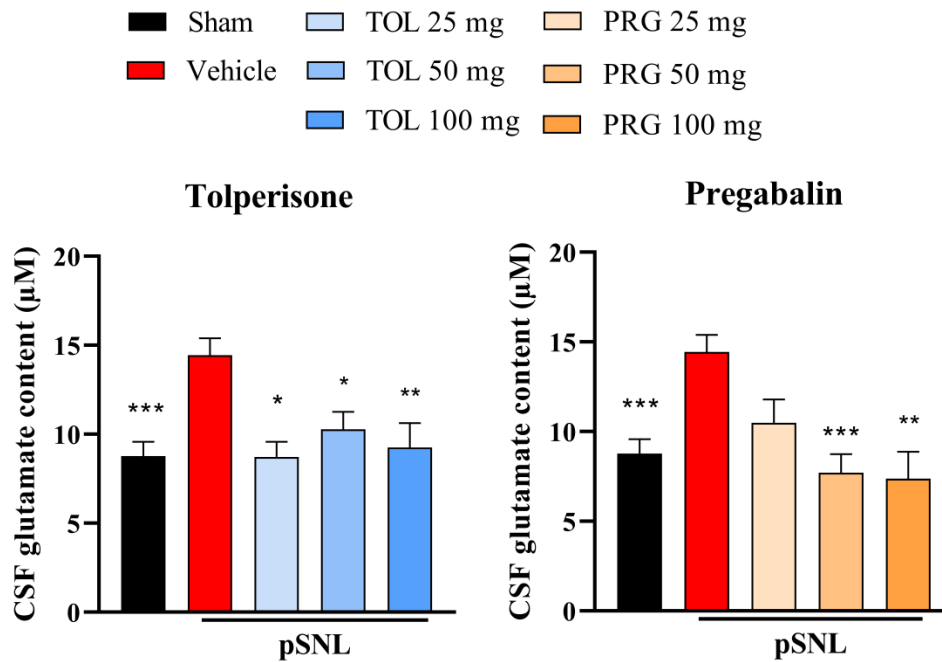 Sham
TOL 25 mg
PRG 25 mg
Vehicle
TOL 50 mg
PRG 50 mg
TOL 100 mg
PRG 100 mg
Tolperisone
CSF glutamate content (µM)
20
15
10
5
0
***
*
*
**
pSNL
Pregabalin
CSF glutamate content (µM)
20
15
10
5
0
***
***
**
pSNL